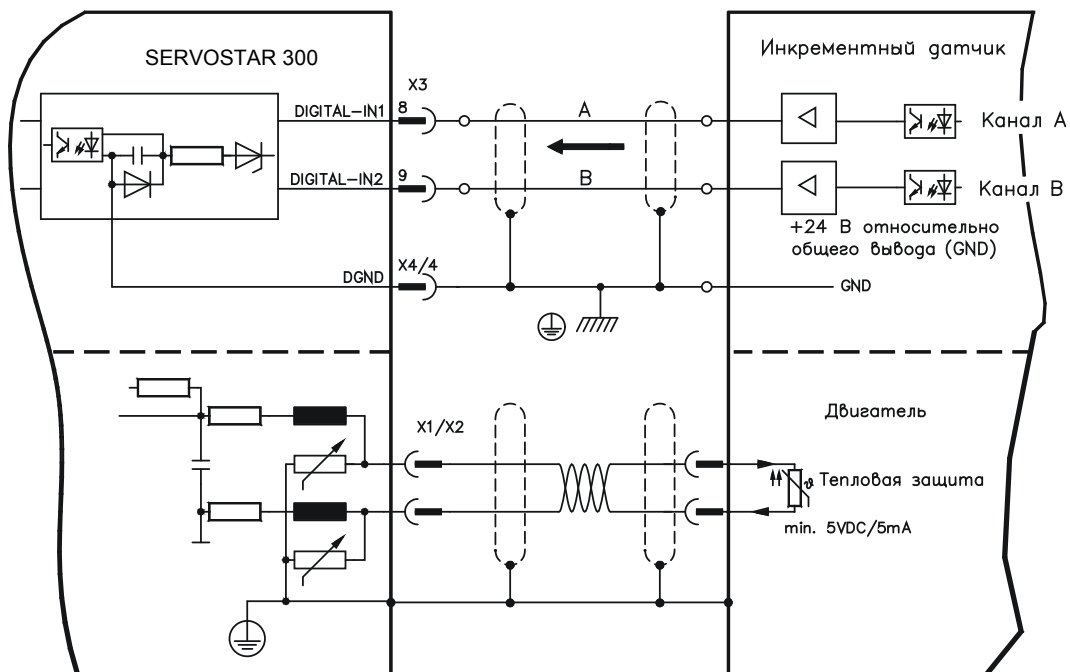 SERVOSTAR 300
Инкрементный датчик
X3
DIGITAL-IN1
8
A
Канал A
DIGITAL-IN2
9
B
Канал B
+24 В относительно
общего вывода (GND)
X4/4
DGND
GND
Двигатель
X1/X2
ϑ
Тепловая защита
min. 5VDC/5mA